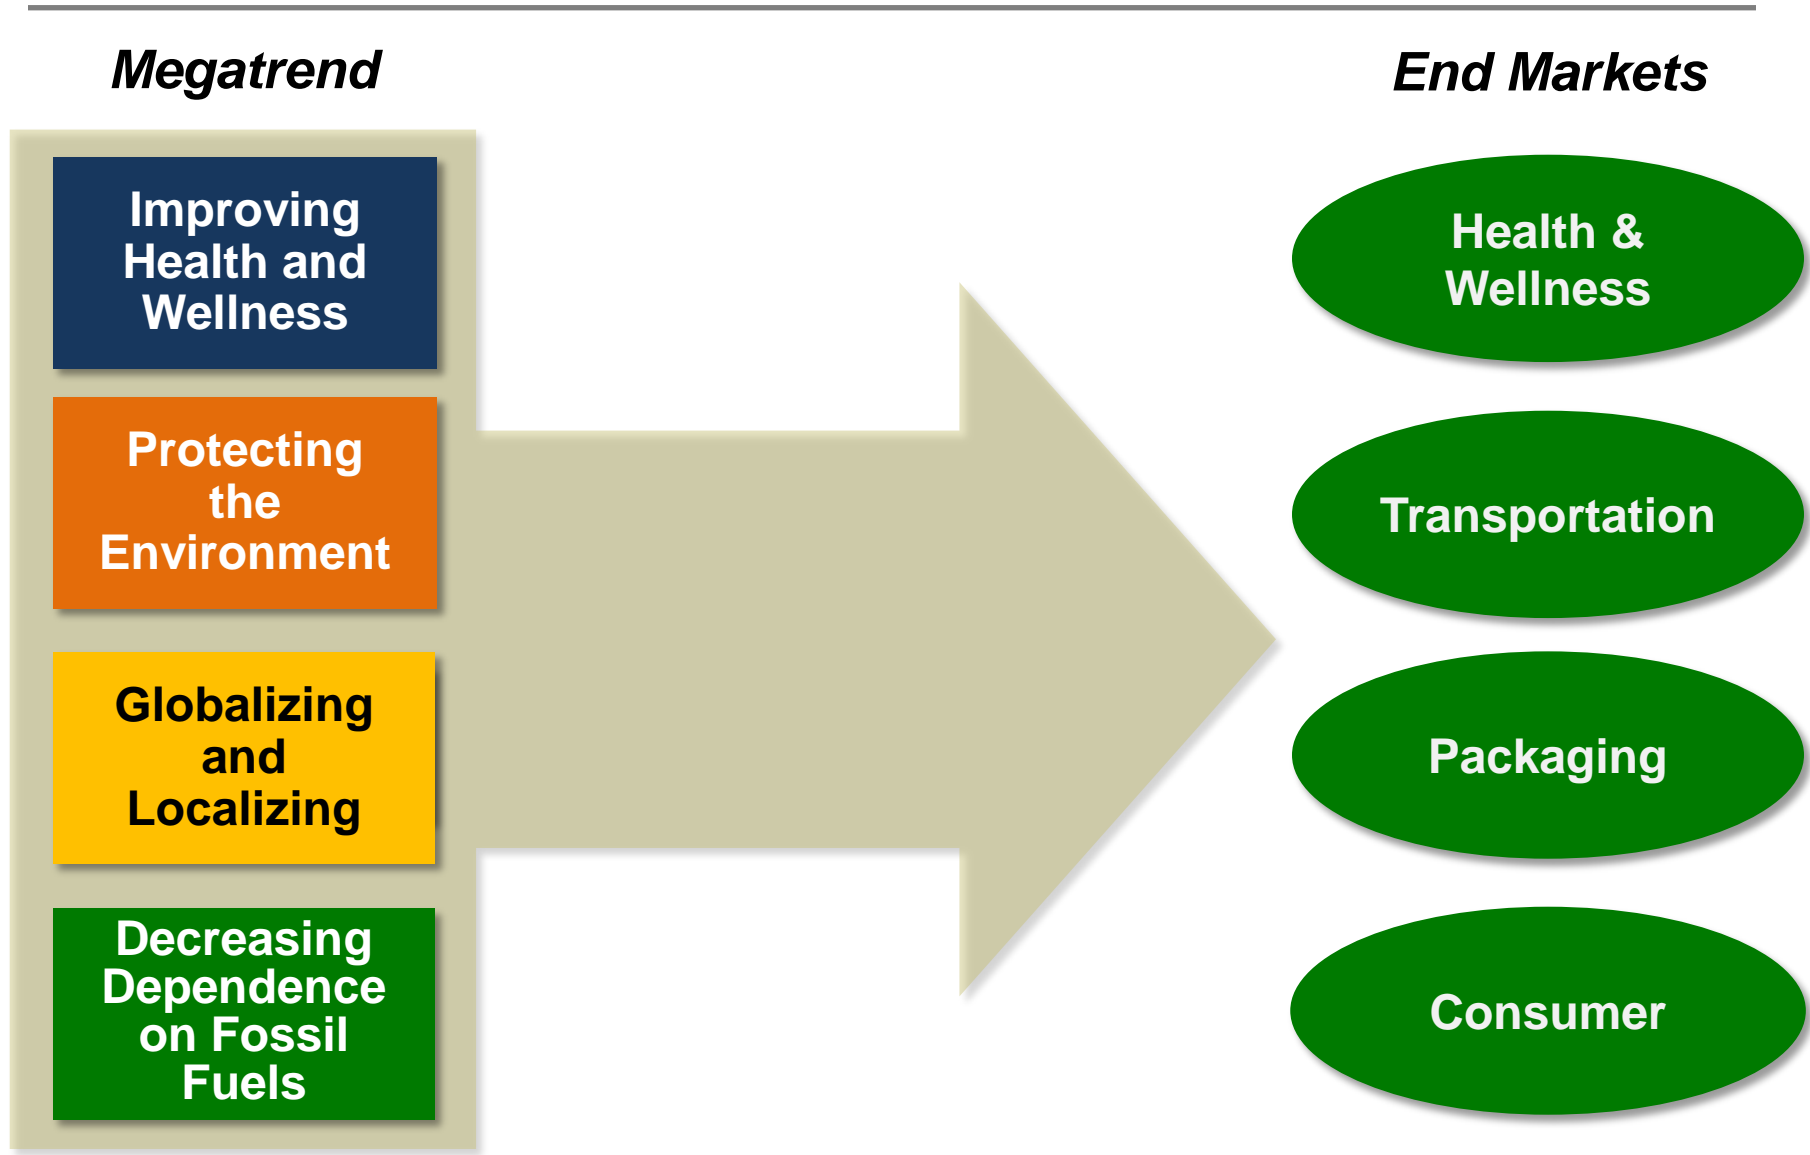 Megatrend
End Markets
Improving
Health and
Wellness
Protecting
the
Environment
Globalizing
and
Localizing
Decreasing
Dependence
on Fossil
Fuels
Health &
Wellness
Transportation
Packaging
Consumer